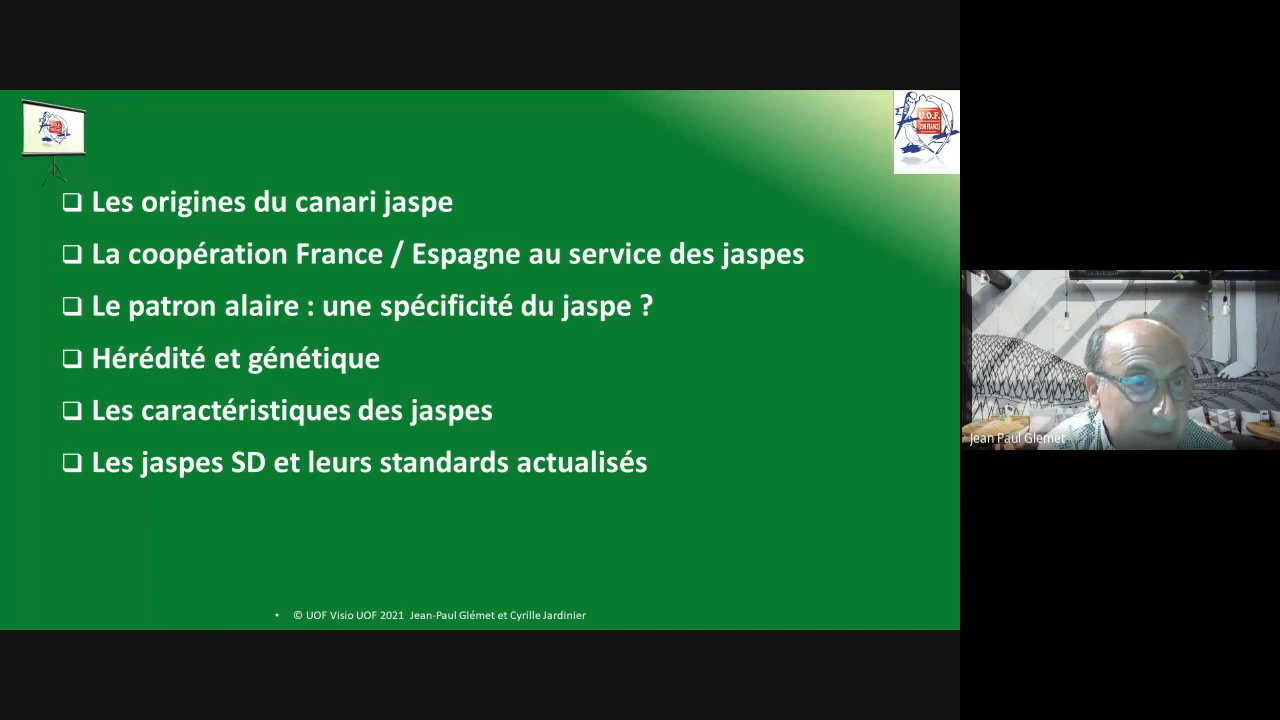 U.O.F.
COM FRANCE
Les origines du canari jaspe
La coopération France / Espagne au service des jaspes
Le patron alaire : une spécificité du jaspe ?
Hérédité et génétique
Les caractéristiques des jaspes
Les jaspes SD et leurs standards actualisés
• © UOF Visio UOF 2021 Jean-Paul Glémet et Cyrille Jardinier
Jean Paul Glemet